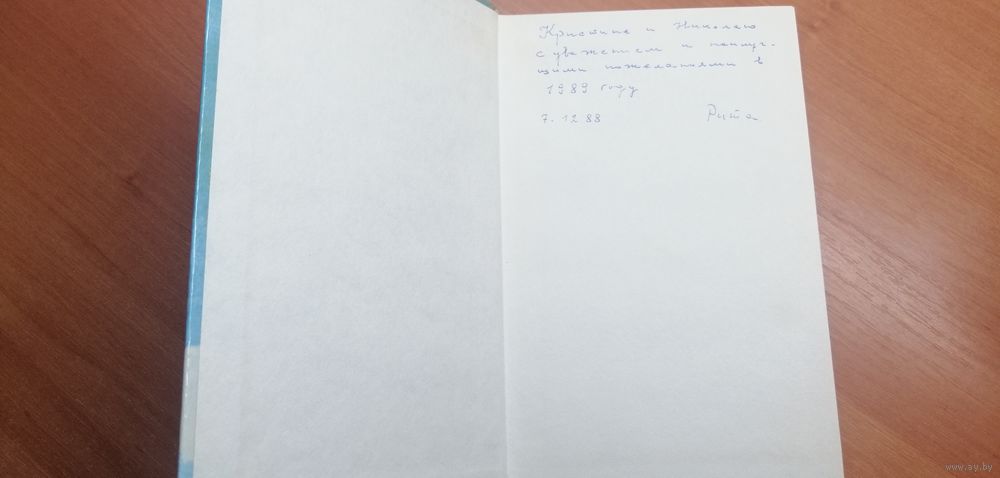 Кристине и Николаю
с уважением и наилуч-
шими пожеланиями в
1989 году
7. 12 88 Рита
www.ay.by